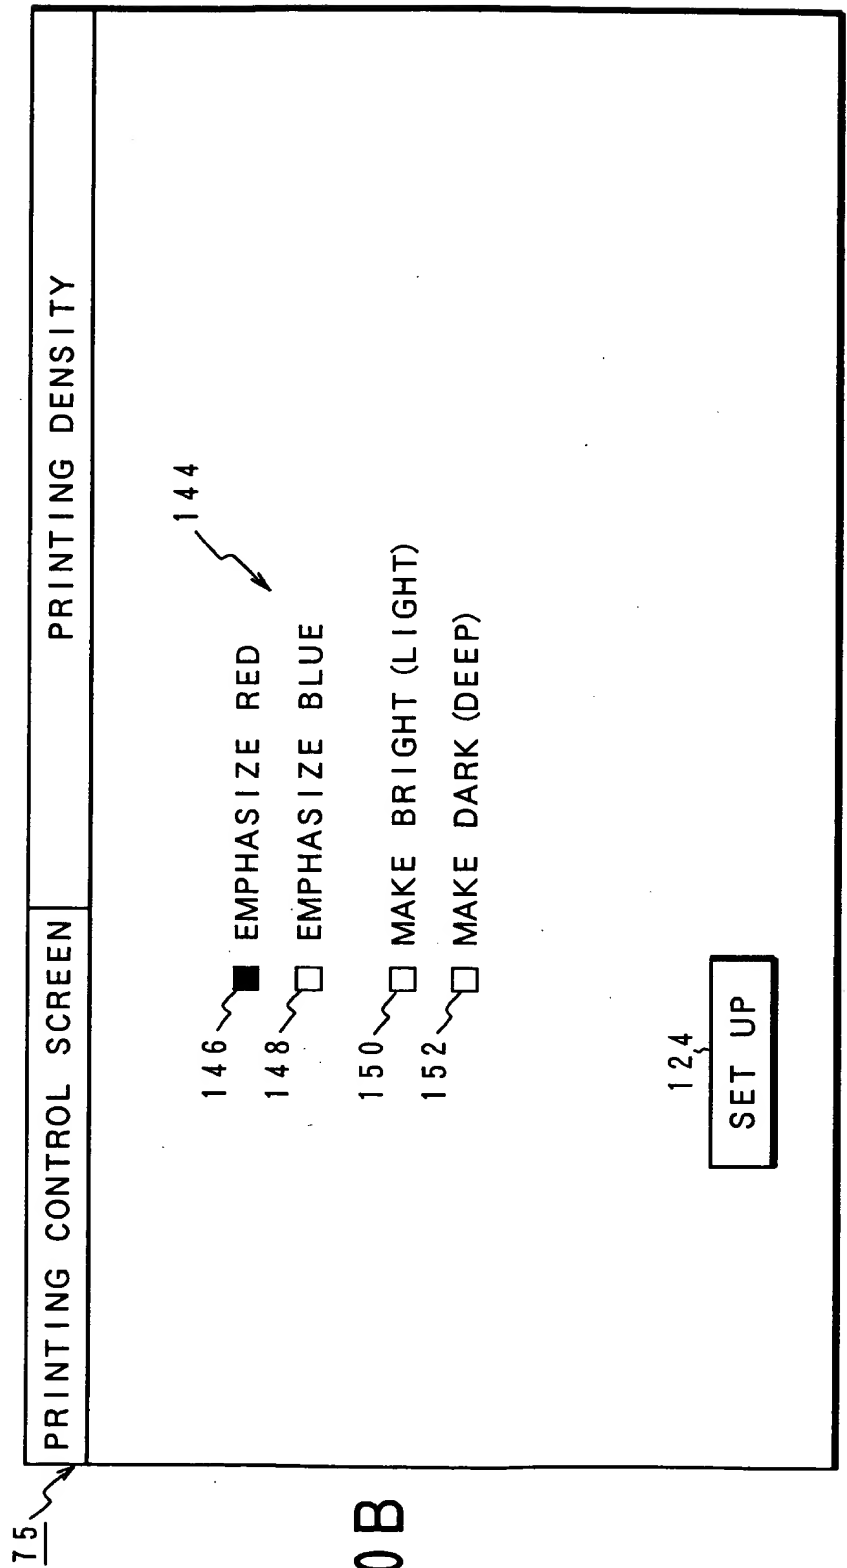 75
PRINTING CONTROL SCREEN
PRINTING DENSITY
144
146
EMPHASIZE RED
148
EMPHASIZE BLUE
150
MAKE BRIGHT (LIGHT)
152
MAKE DARK (DEEP)
124
SET UP
0B